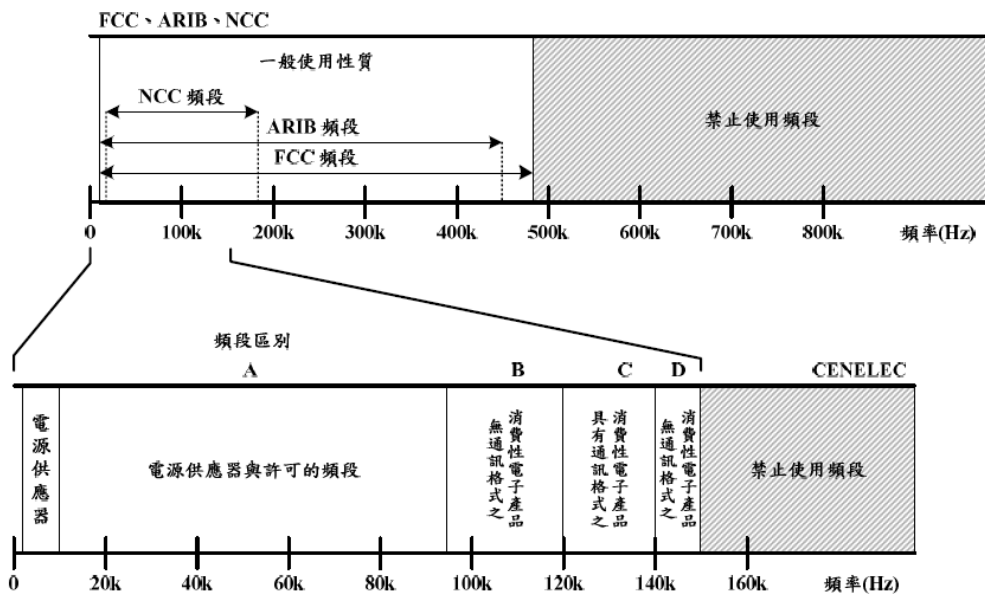 FCC、ARIB、NCC
一般使用性質
NCC 頻段
ARIB 頻段
FCC 頻段
禁止使用頻段
0 100k 200k 300k 400k 500k 600k 700k 800k 頻率(Hz)
頻段區別
A B C D CENELEC
電源供應器
電源供應器與許可的頻段
消費性電子產品
無通訊格式之
消費性電子產品
具有通訊格式之
消費性電子產品
無通訊格式之
禁止使用頻段
0 20k 40k 60k 80k 100k 120k 140k 160k 頻率(Hz)